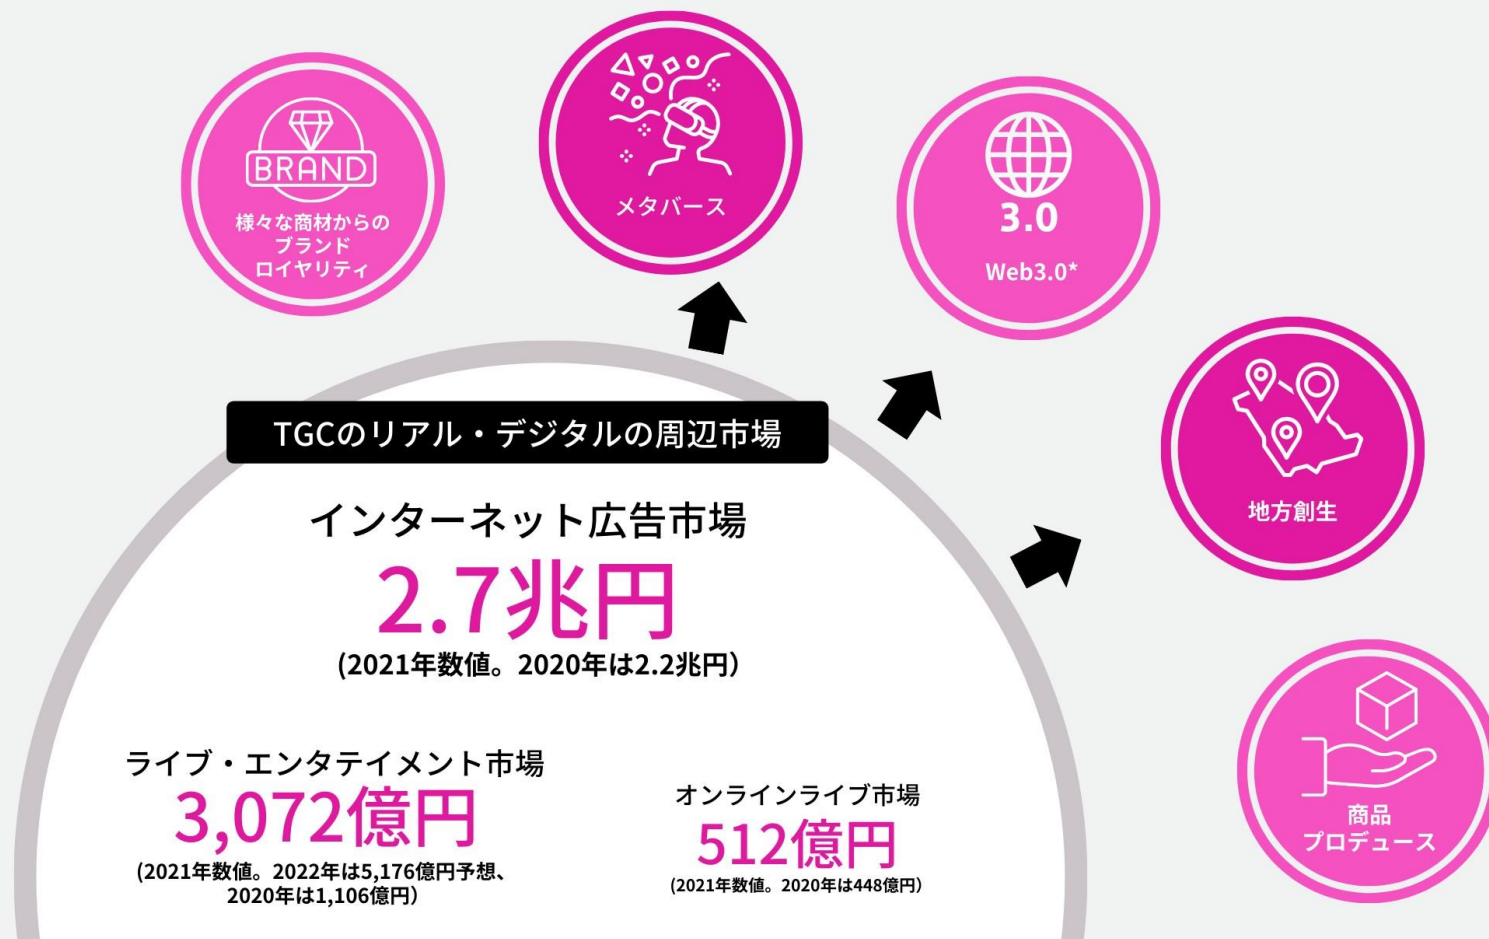 BRAND
様々な商材からの
ブランド
ロイヤリティ
メタバース
3.0
Web3.0*
地方創生
商品
プロデュース
TGCのリアル・デジタルの周辺市場
インターネット広告市場
2.7兆円
(2021年数値。2020年は2.2兆円）
ライブ・エンタテイメント市場
3,072億円
(2021年数値。2022年は5,176億円予想、
2020年は1,106億円）
オンラインライブ市場
512億円
(2021年数値。2020年は448億円）